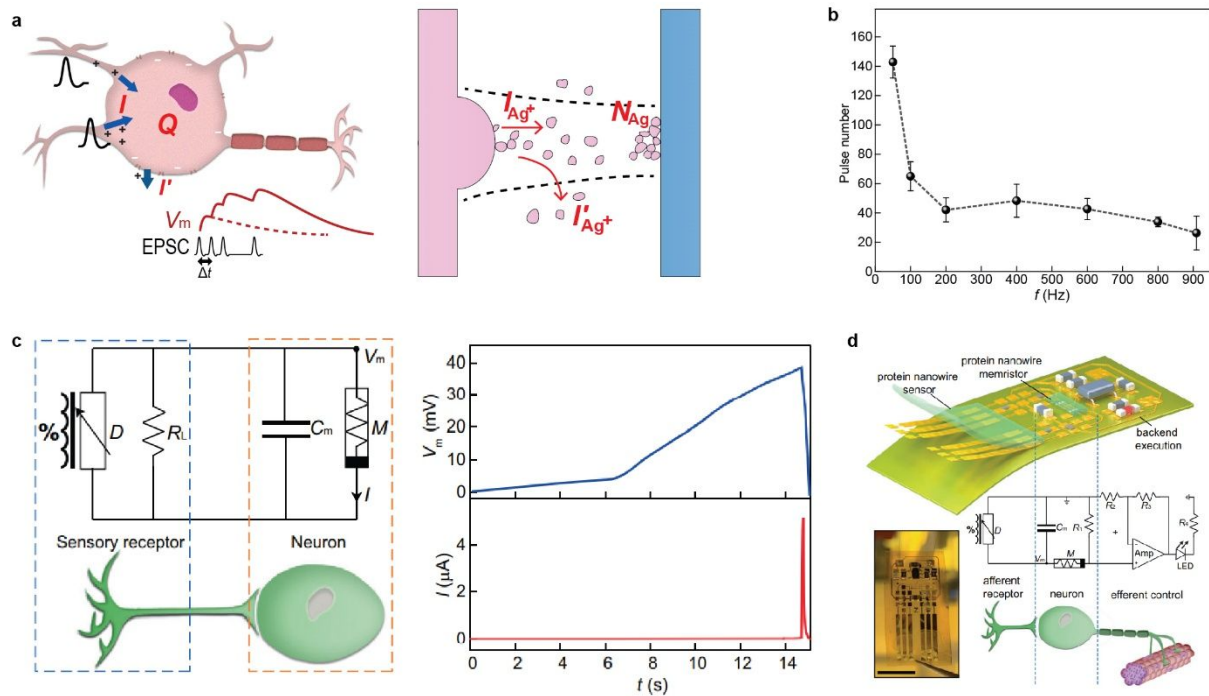 a
I
Q
I'
Vm
EPSC
Δt
I Ag+
N Ag
I' Ag+
b
Pulse number
160
140
120
100
80
60
40
20
0
0 100 200 300 400 500 600 700 800 900
f (Hz)
c
Vm
%
D
RL
Cm
M
I
Sensory receptor
Neuron
Vm (mV)
40
30
20
10
0
I (μA)
4
2
0
0 2 4 6 8 10 12 14
t (s)
d
protein nanowire
sensor
protein nanowire
memristor
backend
execution
%
D
Cm
R1
R2
R3
Vm
M
+
Amp
LED
afferent
receptor
neuron
efferent control